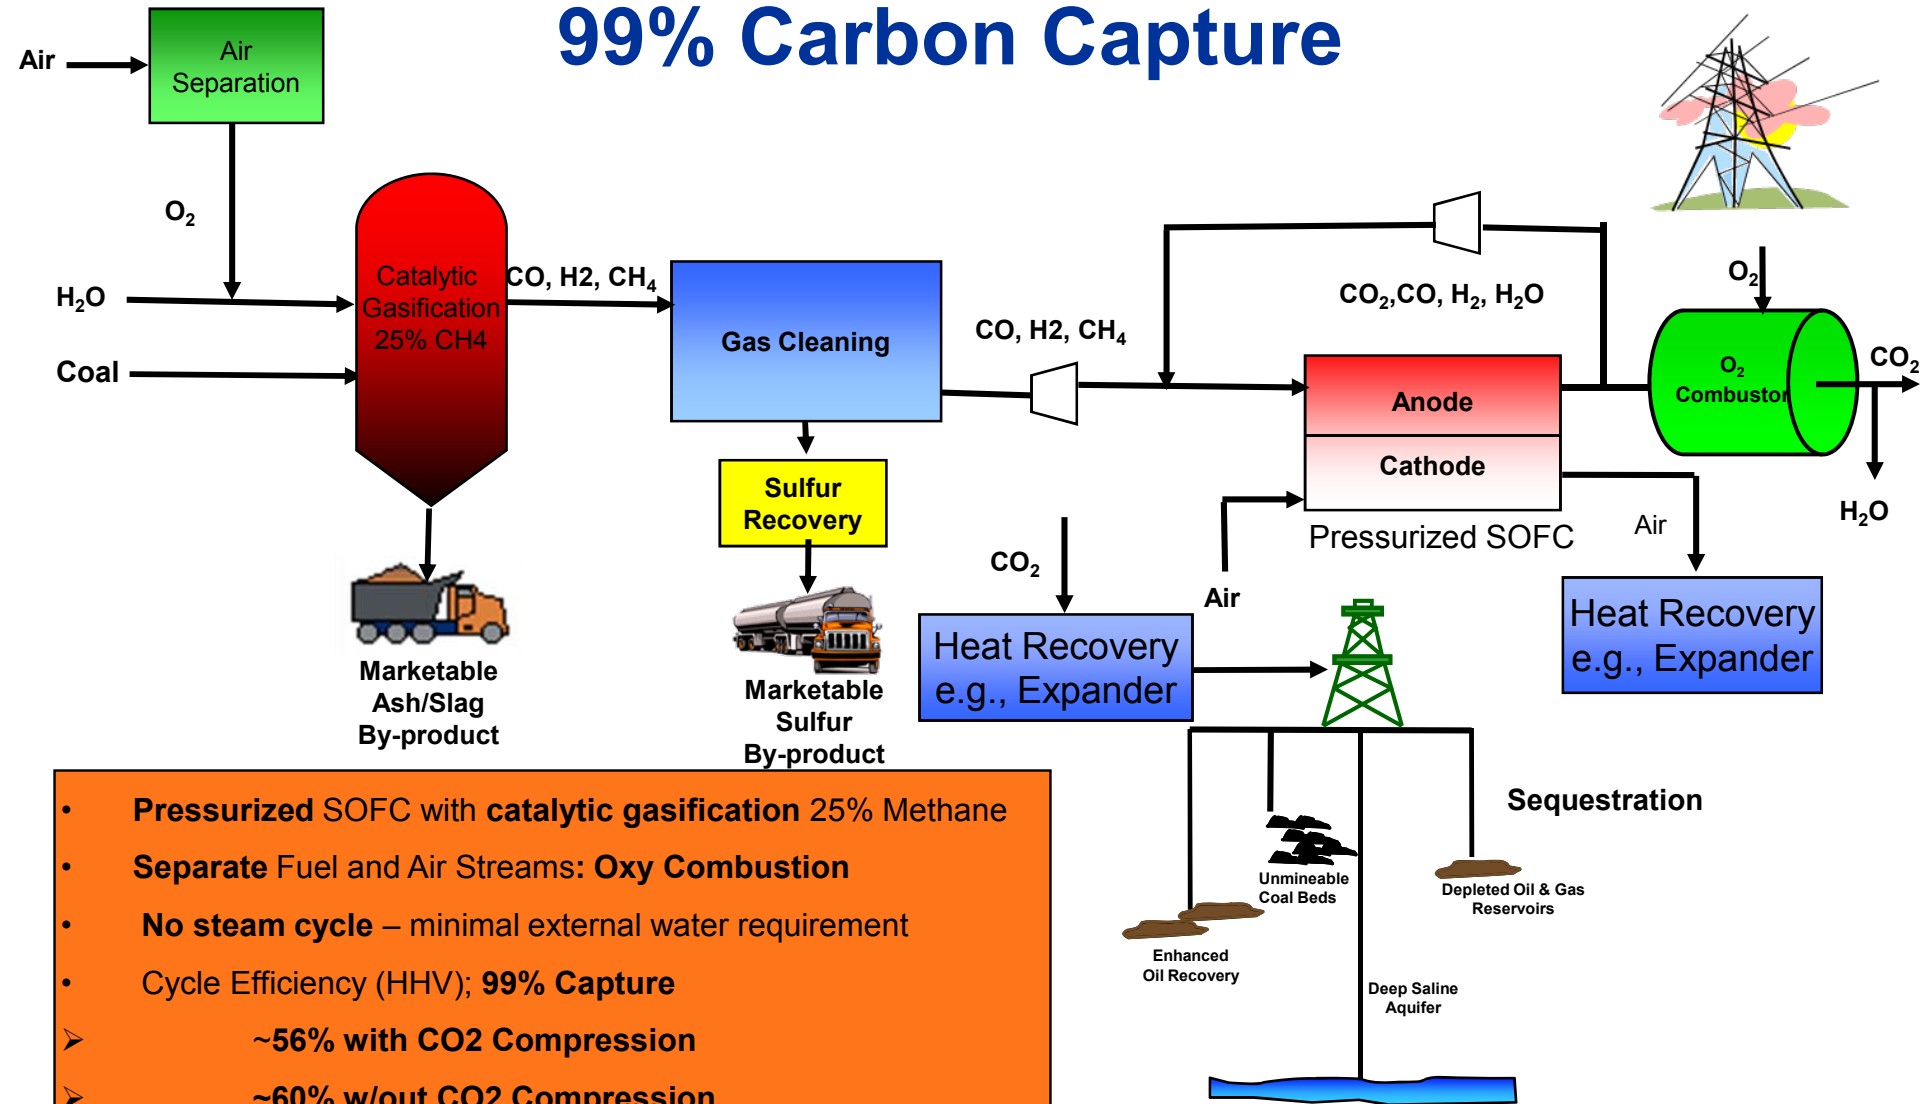 99% Carbon Capture
Air
Air
Separation
O₂
H₂O
Coal
Catalytic
Gasification
25% CH4
CO, H2, CH₄
Gas Cleaning
CO, H2, CH₄
CO₂,CO, H₂, H₂O
O₂
O₂
Combustor
CO₂
H₂O
Anode
Cathode
Pressurized SOFC
Air
Air
Heat Recovery
e.g., Expander
Sulfur
Recovery
CO₂
Heat Recovery
e.g., Expander
Marketable
Ash/Slag
By-product
Marketable
Sulfur
By-product
Sequestration
Unmineable
Coal Beds
Depleted Oil & Gas
Reservoirs
Enhanced
Oil Recovery
Deep Saline
Aquifer
• Pressurized SOFC with catalytic gasification 25% Methane
• Separate Fuel and Air Streams: Oxy Combustion
• No steam cycle – minimal external water requirement
• Cycle Efficiency (HHV); 99% Capture
➢ ~56% with CO2 Compression
➢ ~60% w/out CO2 Compression